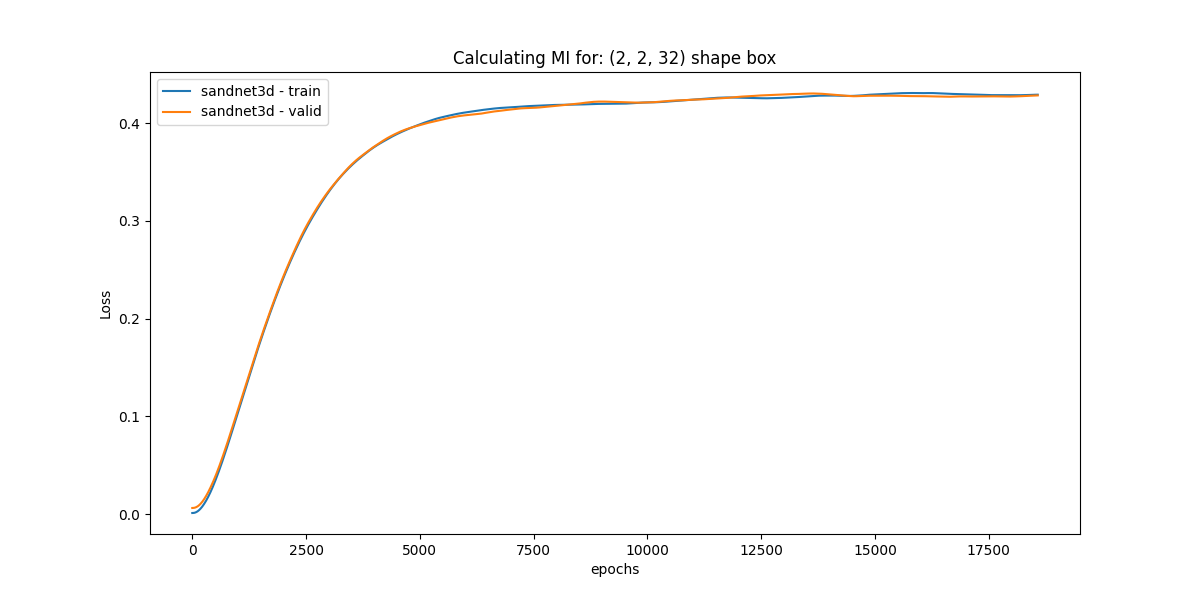 Calculating MI for: (2, 2, 32) shape box
sandnet3d - train
sandnet3d - valid
Loss
0.4
0.3
0.2
0.1
0.0
0 2500 5000 7500 10000 12500 15000 17500
epochs